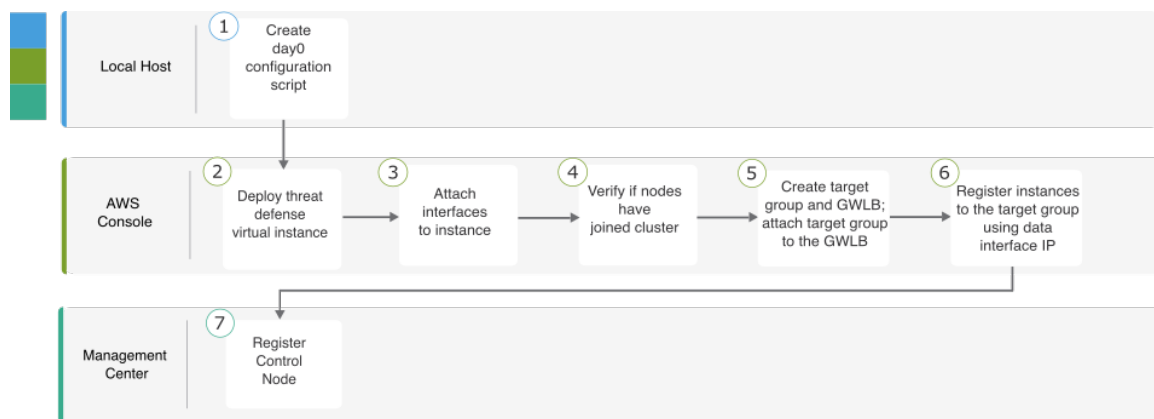 1
Create
day0
configuration
script
Local Host
2
Deploy threat
defense
virtual instance
3
Attach
interfaces
to instance
4
Verify if nodes
have
joined cluster
5
Create target
group and GWLB;
attach target group
to the GWLB
6
Register instances
to the target group
using data
interface IP
AWS
Console
7
Register
Control
Node
Management
Center